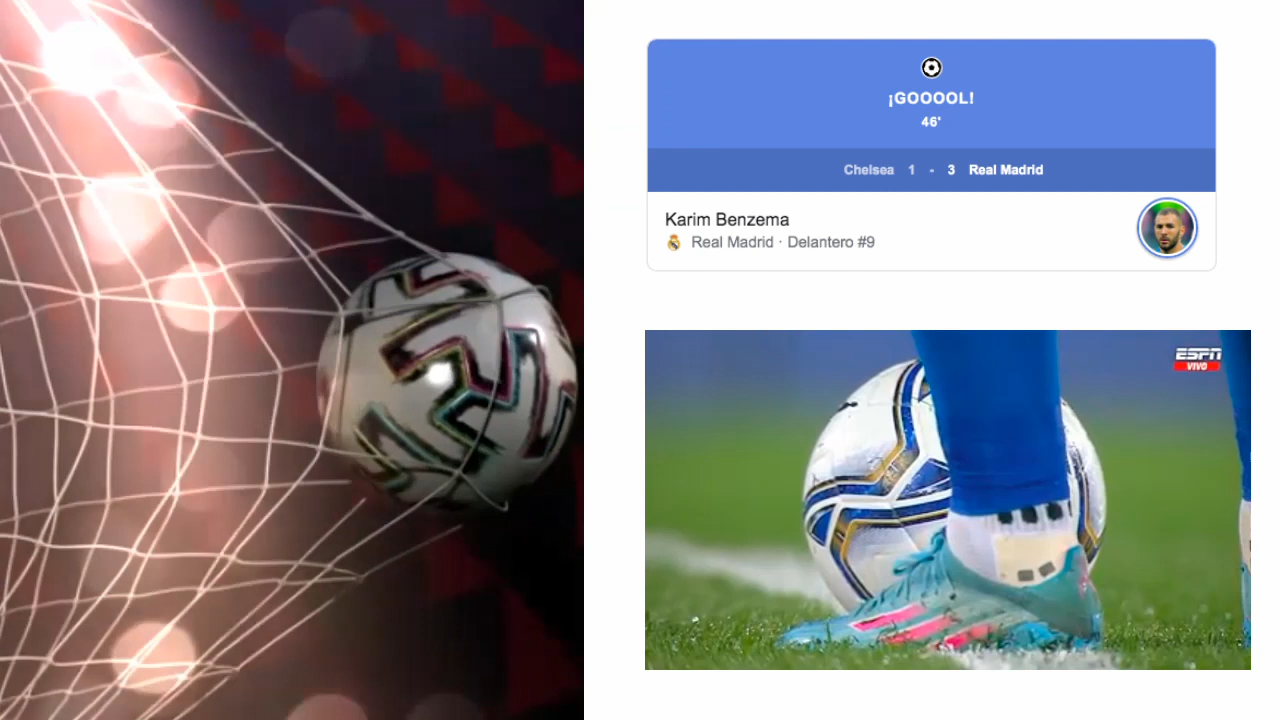 ¡GOOOOL!
46'
Chelsea 1 - 3 Real Madrid
Karim Benzema
Real Madrid · Delantero #9
ESPN
VIVO